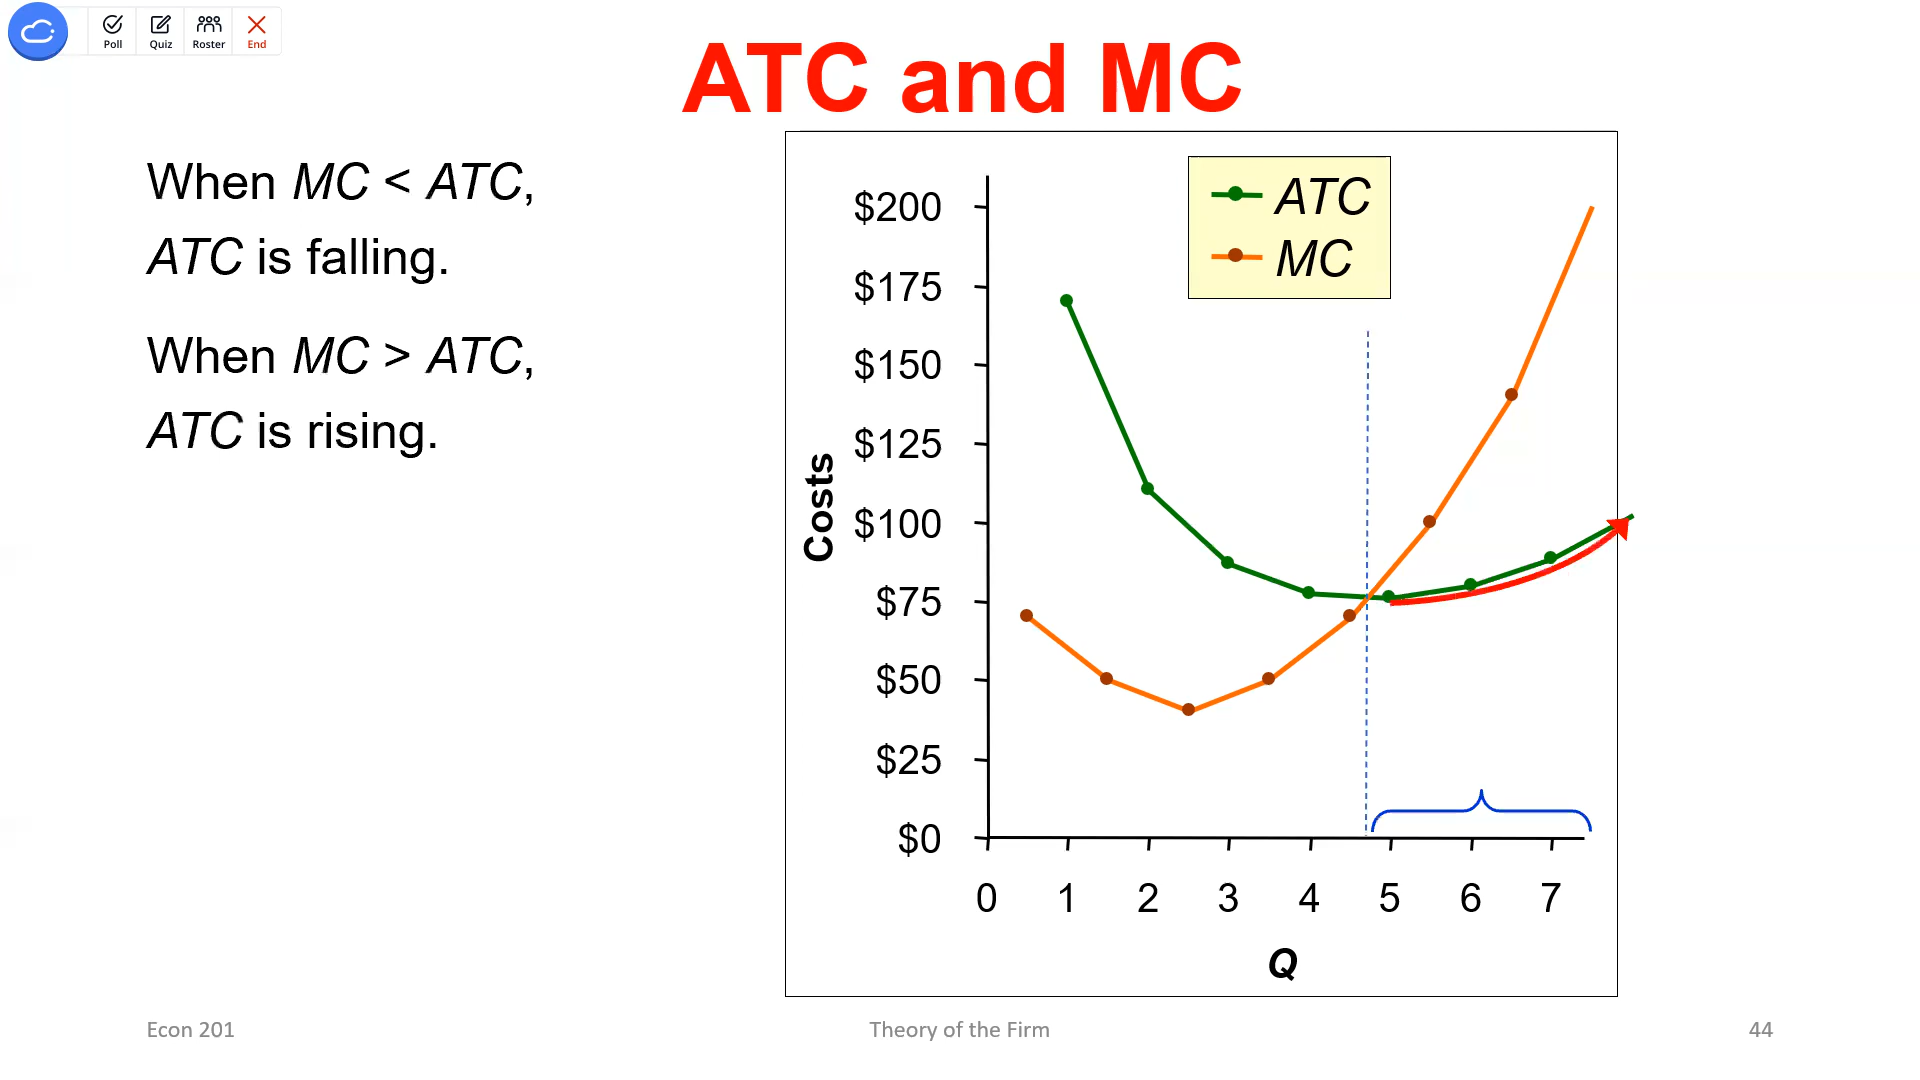 Poll Quiz Roster End
ATC and MC
When MC < ATC,
ATC is falling.
When MC > ATC,
ATC is rising.
ATC
MC
Costs
$200
$175
$150
$125
$100
$75
$50
$25
$0
0 1 2 3 4 5 6 7
Q
Econ 201 Theory of the Firm 44